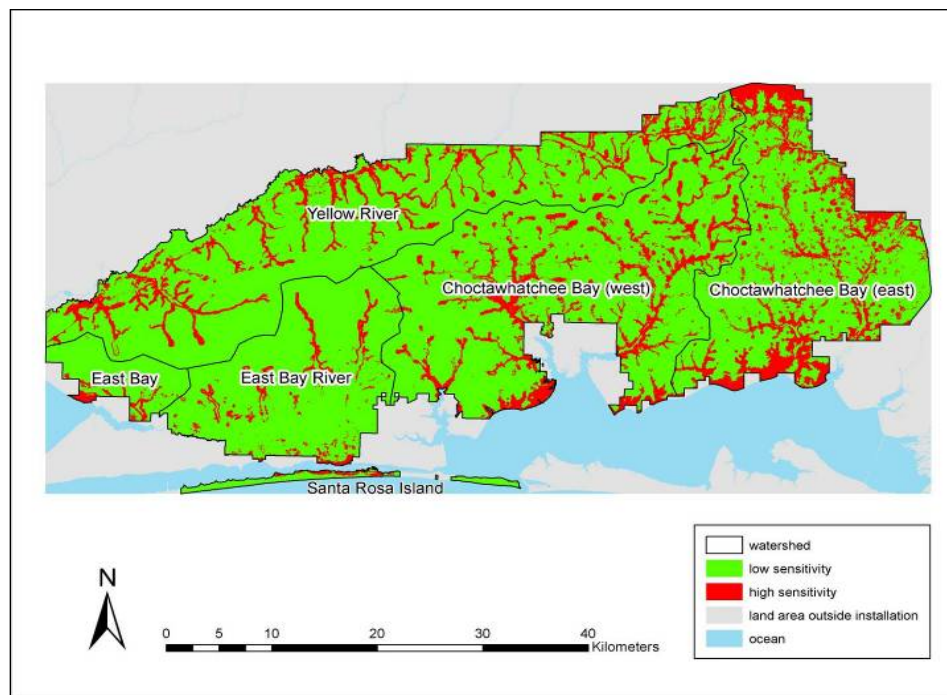 Yellow River
Choctawhatchee Bay (west)
Choctawhatchee Bay (east)
East Bay
East Bay River
Santa Rosa Island
N
0 5 10 20 30 40
Kilometers
watershed
low sensitivity
high sensitivity
land area outside installation
ocean